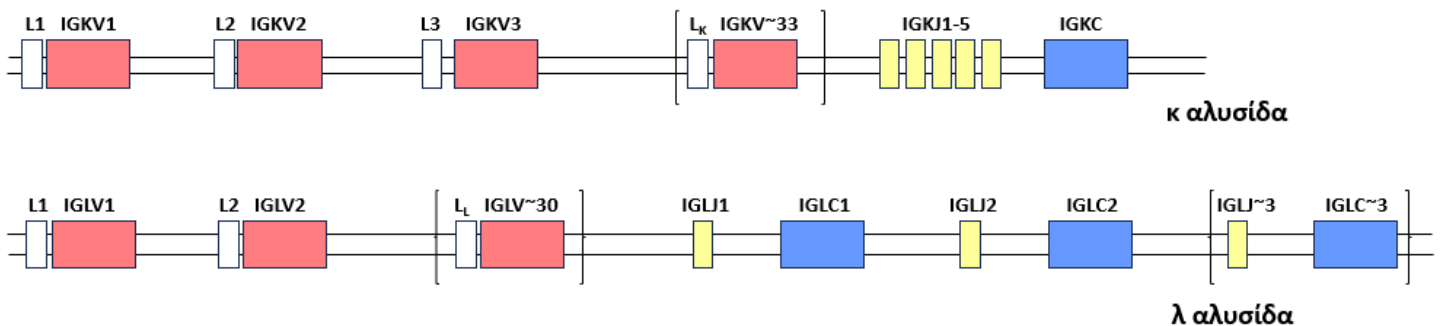 L1 IGKV1 L2 IGKV2 L3 IGKV3 LK IGKV~33 IGKJ1-5 IGKC
κ αλυσίδα
L1 IGLV1 L2 IGLV2 LL IGLV~30 IGLJ1 IGLC1 IGLJ2 IGLC2 IGLJ~3 IGLC~3
λ αλυσίδα